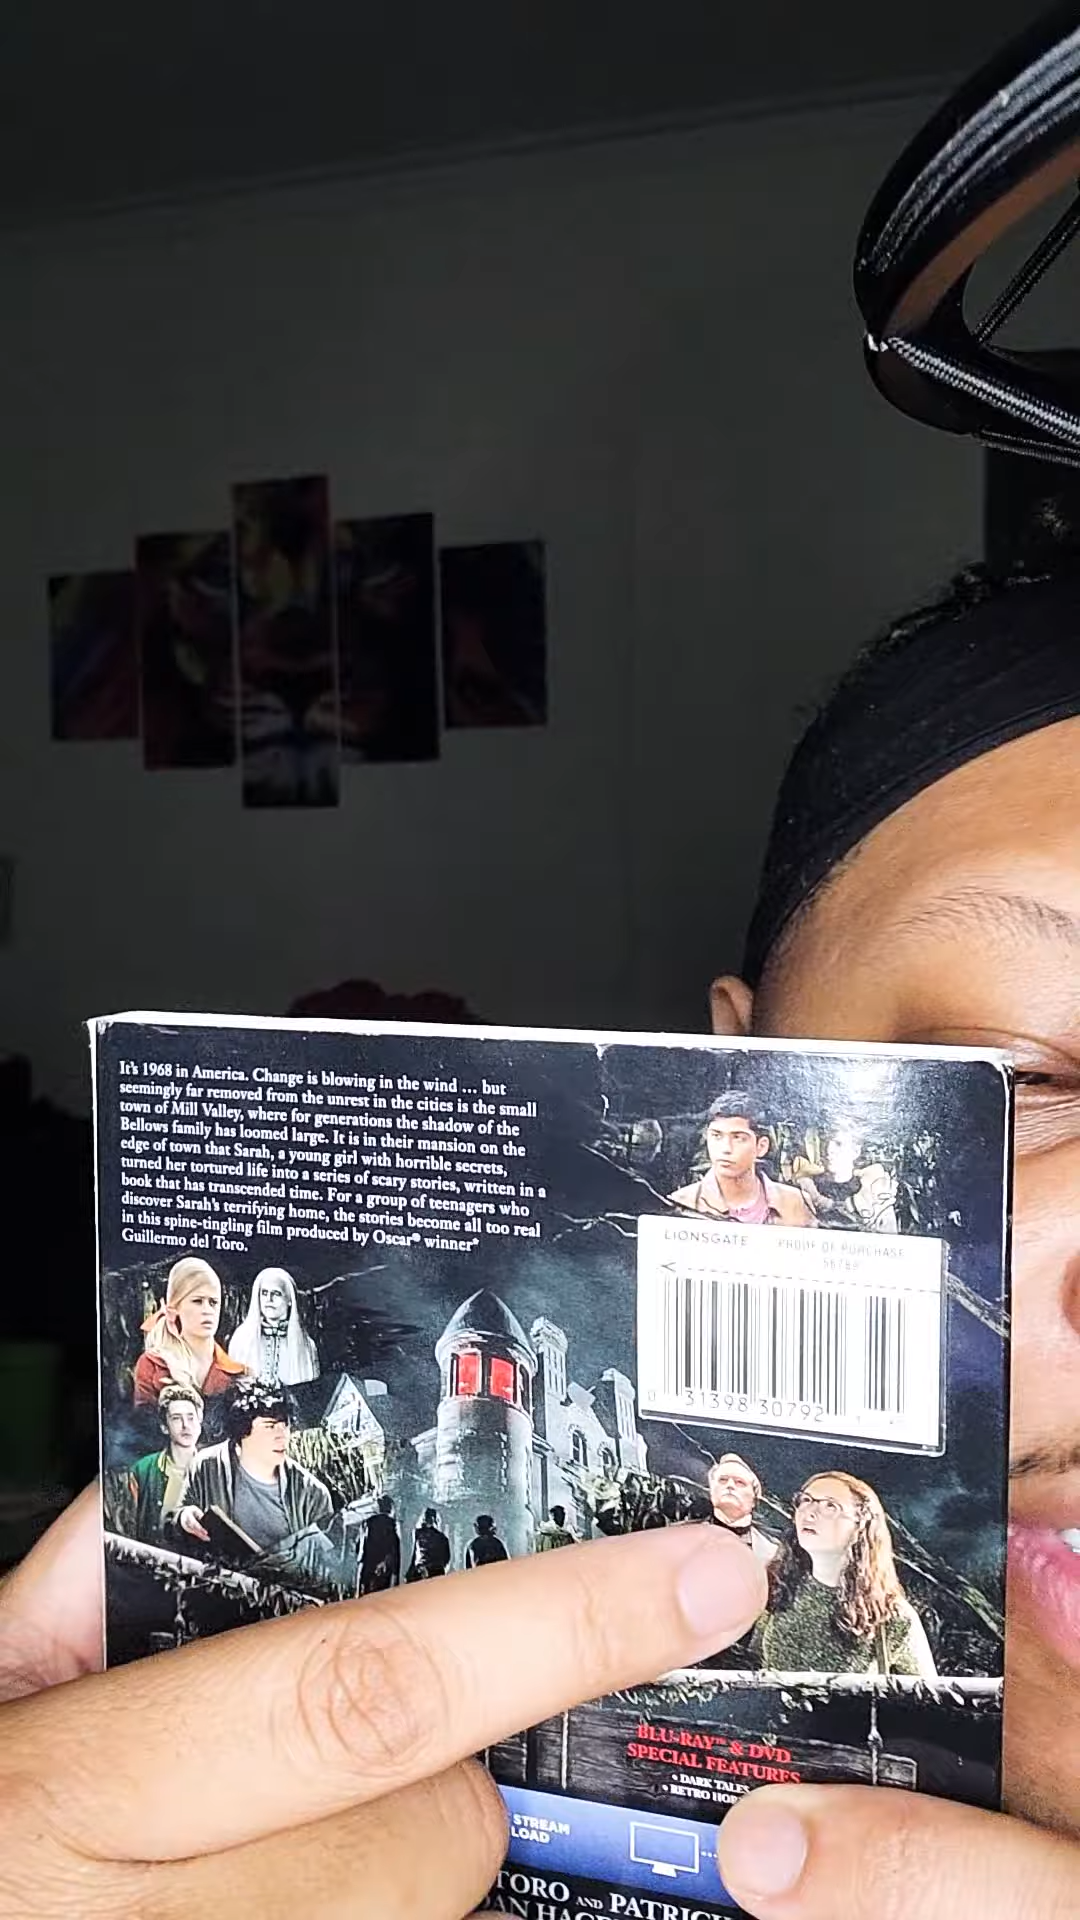 It's 1968 in America. Change is blowing in the wind ... but
seemingly far removed from the unrest in the cities is the small
town of Mill Valley, where for generations the shadow of the
Bellows family has loomed large. It is in their mansion on the
edge of town that Sarah, a young girl with horrible secrets,
turned her tortured life into a series of scary stories, written in a
book that has transcended time. For a group of teenagers who
discover Sarah's terrifying home, the stories become all too real
in this spine-tingling film produced by Oscar® winner*
Guillermo del Toro.
LIONSGATE PROOF OF PURCHASE
56789
0 31398 30792
BLU-RAY™ & DVD
SPECIAL FEATURES
• DARK TALES
• RETRO
STREAM
LOAD
TORO AND